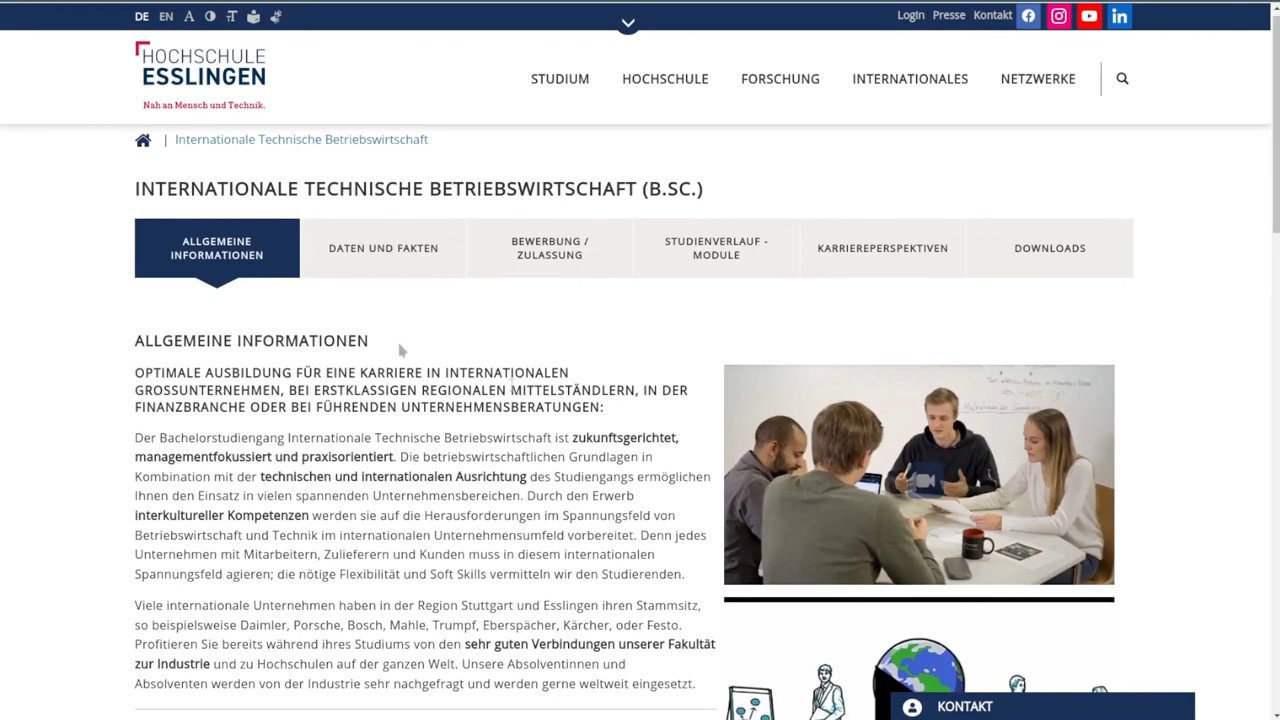 DE EN A
Login Presse Kontakt
HOCHSCHULE
ESSLINGEN
Nah an Mensch und Technik.
STUDIUM HOCHSCHULE FORSCHUNG INTERNATIONALES NETZWERKE
| Internationale Technische Betriebswirtschaft
INTERNATIONALE TECHNISCHE BETRIEBSWIRTSCHAFT (B.SC.)
ALLGEMEINE
INFORMATIONEN
DATEN UND FAKTEN
BEWERBUNG /
ZULASSUNG
STUDIENVERLAUF -
MODULE
KARRIEREPERSPEKTIVEN
DOWNLOADS
ALLGEMEINE INFORMATIONEN
OPTIMALE AUSBILDUNG FÜR EINE KARRIERE IN INTERNATIONALEN
GROSSUNTERNEHMEN, BEI ERSTKLASSIGEN REGIONALEN MITTELSTÄNDLERN, IN DER
FINANZBRANCHE ODER BEI FÜHRENDEN UNTERNEHMENSBERATUNGEN:
Der Bachelorstudiengang Internationale Technische Betriebswirtschaft ist zukunftsgerichtet,
managementfokussiert und praxisorientiert. Die betriebswirtschaftlichen Grundlagen in
Kombination mit der technischen und internationalen Ausrichtung des Studiengangs ermöglichen
Ihnen den Einsatz in vielen spannenden Unternehmensbereichen. Durch den Erwerb
interkultureller Kompetenzen werden sie auf die Herausforderungen im Spannungsfeld von
Betriebswirtschaft und Technik im internationalen Unternehmensumfeld vorbereitet. Denn jedes
Unternehmen mit Mitarbeitern, Zulieferern und Kunden muss in diesem internationalen
Spannungsfeld agieren; die nötige Flexibilität und Soft Skills vermitteln wir den Studierenden.
Viele internationale Unternehmen haben in der Region Stuttgart und Esslingen ihren Stammsitz,
so beispielsweise Daimler, Porsche, Bosch, Mahle, Trumpf, Eberspächer, Kärcher, oder Festo.
Profitieren Sie bereits während ihres Studiums von den sehr guten Verbindungen unserer Fakultät
zur Industrie und zu Hochschulen auf der ganzen Welt. Unsere Absolventinnen und
Absolventen werden von der Industrie sehr nachgefragt und werden gerne weltweit eingesetzt.
KONTAKT